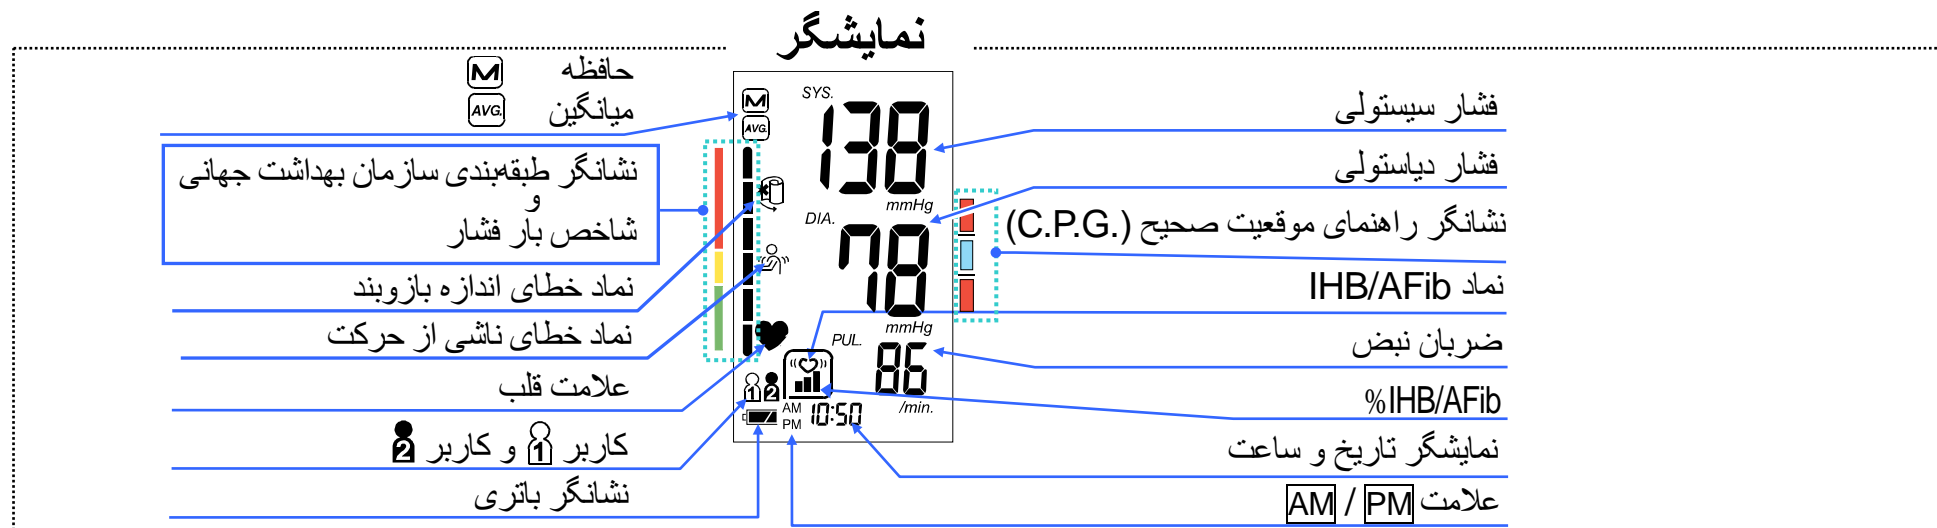 نمایشگر
حافظه M
میانگین AVG.
نشانگر طبقه‌بندی سازمان بهداشت جهانی
و
شاخص بار فشار
نماد خطای اندازه بازوبند
نماد خطای ناشی از حرکت
علامت قلب
کاربر 1 و کاربر 2
نشانگر باتری
M
AVG.
SYS.
138
mmHg
DIA.
78
mmHg
PUL.
86
/min.
1 2
AM
PM
10:50
فشار سیستولی
فشار دیاستولی
نشانگر راهنمای موقعیت صحیح (C.P.G.)
نماد IHB/AFib
ضربان نبض
%IHB/AFib
نمایشگر تاریخ و ساعت
علامت AM / PM